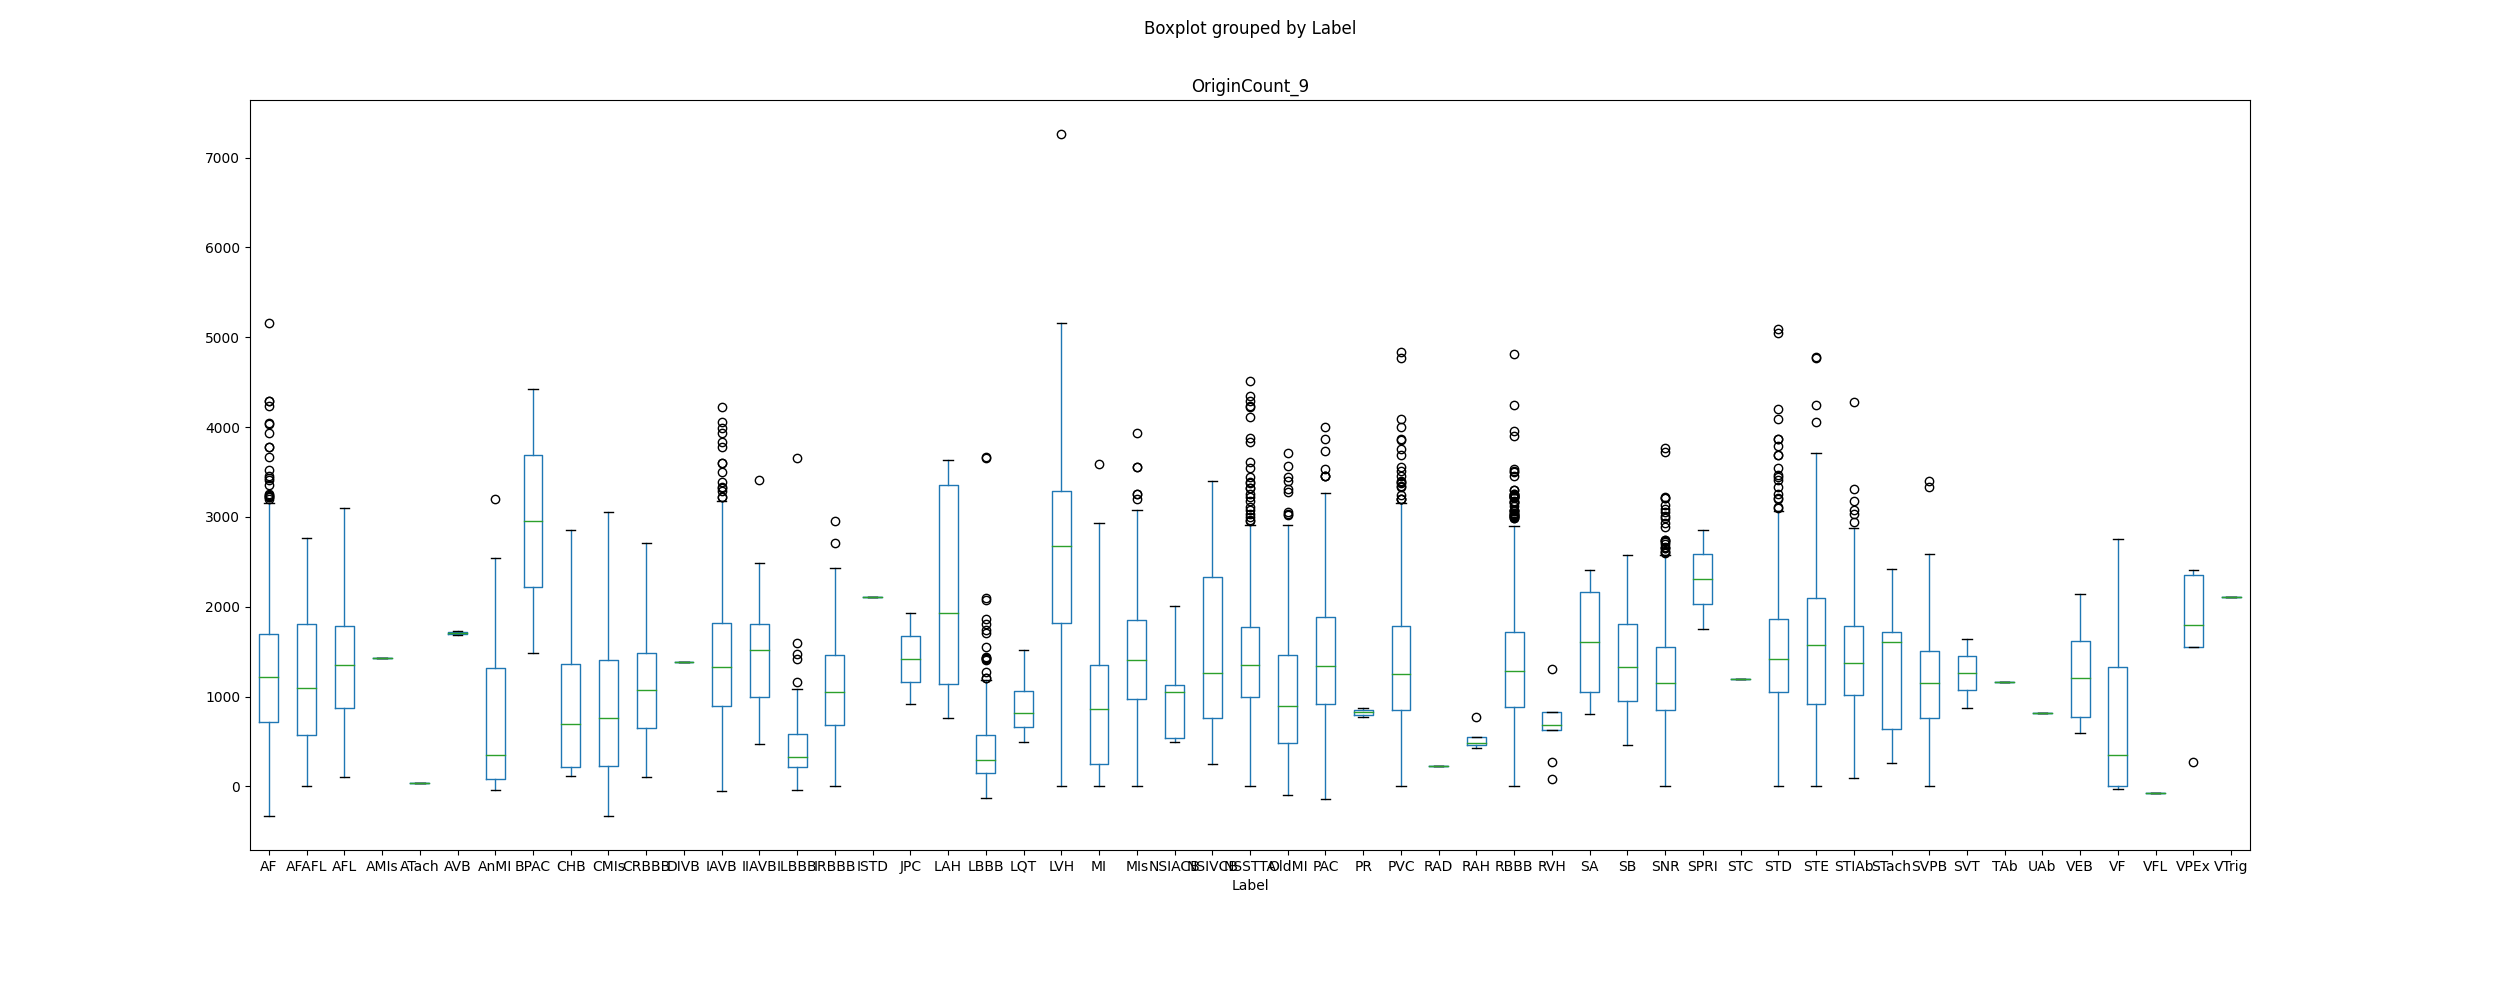 Boxplot grouped by Label
OriginCount_9
7000
6000
5000
4000
3000
2000
1000
0
AF AFAFL AFL AMIs ATach AVB AnMI BPAC CHB CMIs CRBBB DIVB IAVB IIAVB ILBBB IRBBB ISTD JPC LAH LBBB LQT LVH MI MIs NSIACB NSIVCB NSSTTA OldMI PAC PR PVC RAD RAH RBBB RVH SA SB SNR SPRI STC STD STE STIAb STach SVPB SVT TAb UAb VEB VF VFL VPEx VTrig
Label